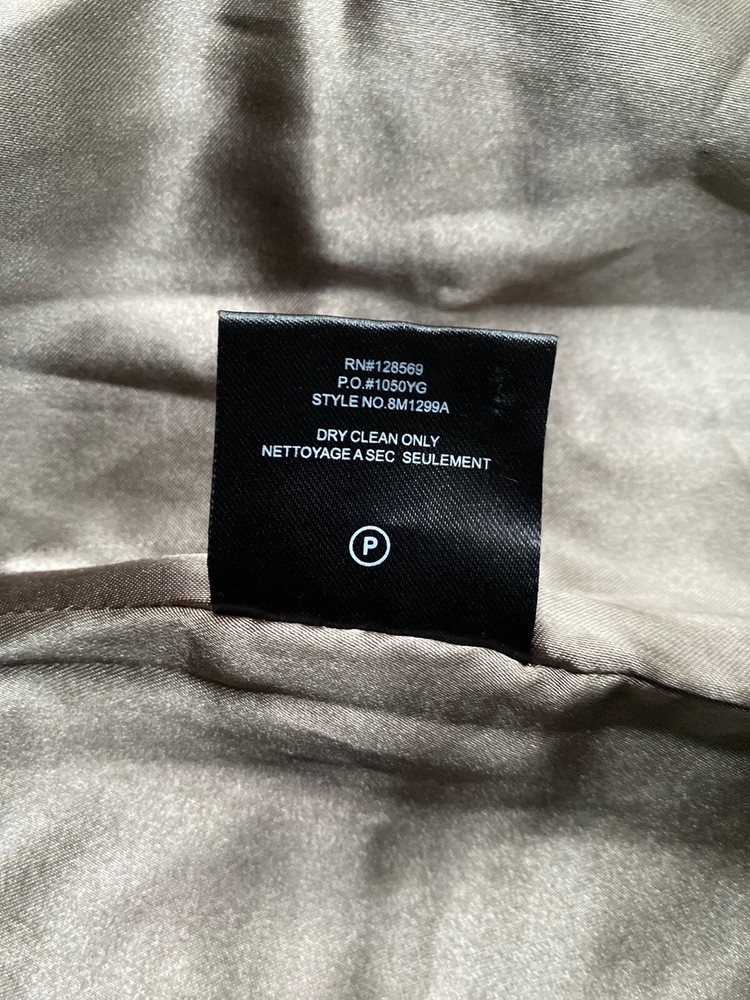 RN#128569
P.O.#1050YG
STYLE NO.8M1299A
DRY CLEAN ONLY
NETTOYAGE A SEC SEULEMENT
P